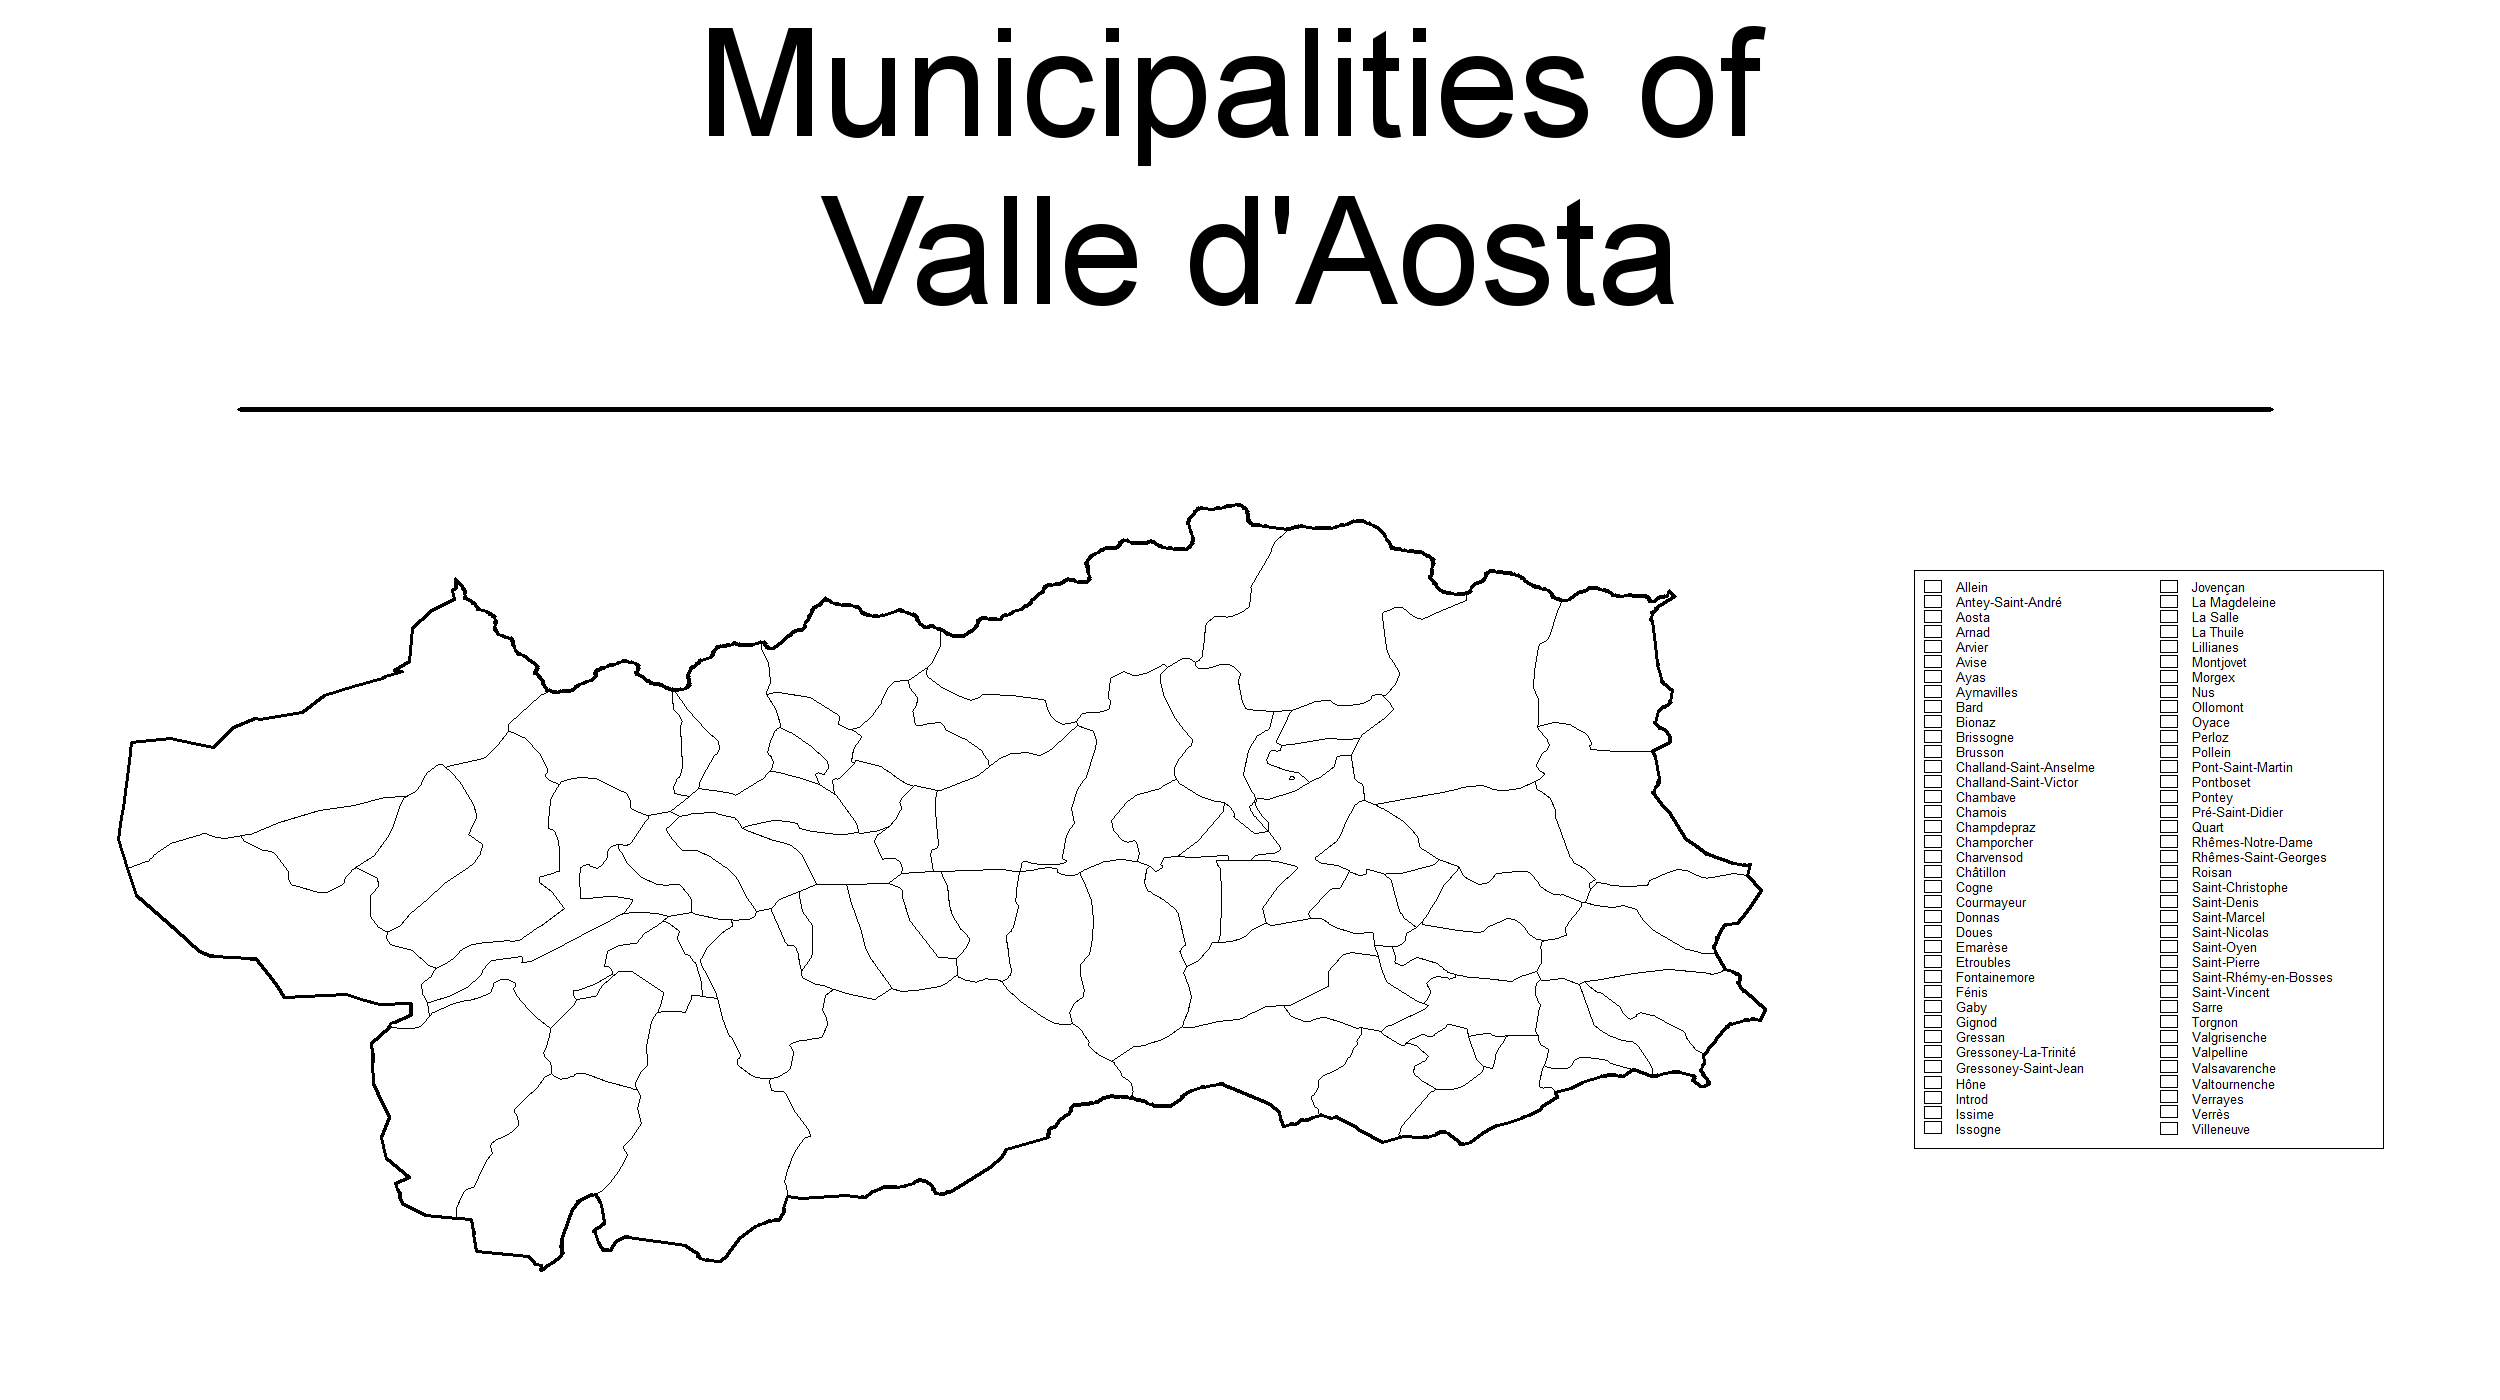 Municipalities of
Valle d'Aosta
Allein
Antey-Saint-André
Aosta
Arnad
Arvier
Avise
Ayas
Aymavilles
Bard
Bionaz
Brissogne
Brusson
Challand-Saint-Anselme
Challand-Saint-Victor
Chambave
Chamois
Champdepraz
Champorcher
Charvensod
Châtillon
Cogne
Courmayeur
Donnas
Doues
Emarèse
Etroubles
Fontainemore
Fénis
Gaby
Gignod
Gressan
Gressoney-La-Trinité
Gressoney-Saint-Jean
Hône
Introd
Issime
Issogne
Jovençan
La Magdeleine
La Salle
La Thuile
Lillianes
Montjovet
Morgex
Nus
Ollomont
Oyace
Perloz
Pollein
Pont-Saint-Martin
Pontboset
Pontey
Pré-Saint-Didier
Quart
Rhêmes-Notre-Dame
Rhêmes-Saint-Georges
Roisan
Saint-Christophe
Saint-Denis
Saint-Marcel
Saint-Nicolas
Saint-Oyen
Saint-Pierre
Saint-Rhémy-en-Bosses
Saint-Vincent
Sarre
Torgnon
Valgrisenche
Valpelline
Valsavarenche
Valtournenche
Verrayes
Verrès
Villeneuve